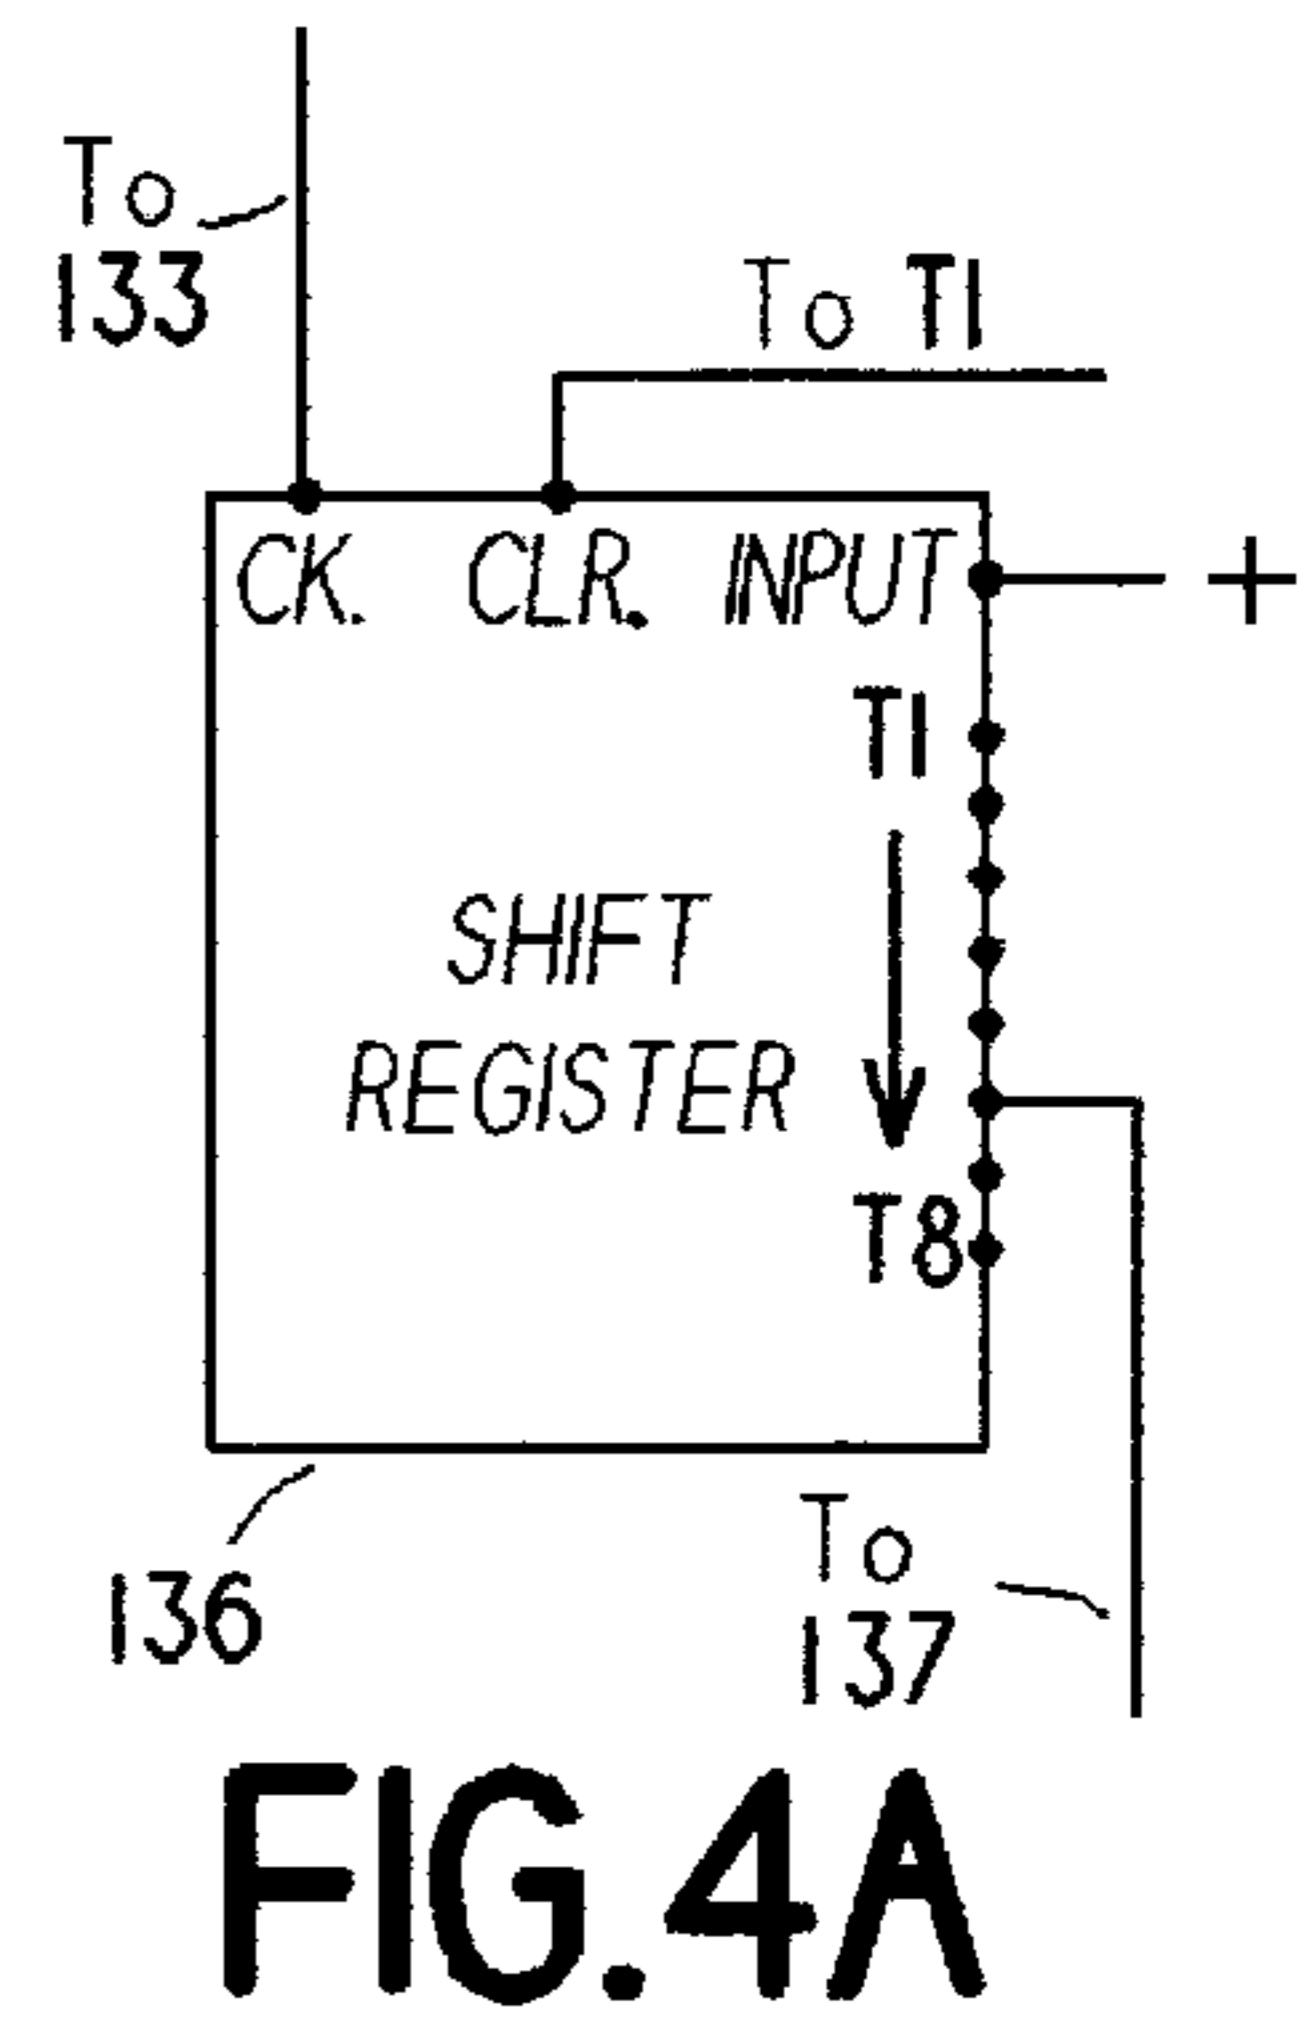 To
133
To T1
CK. CLR. INPUT
+
T1
SHIFT
REGISTER
T8
136
To
137
FIG. 4A